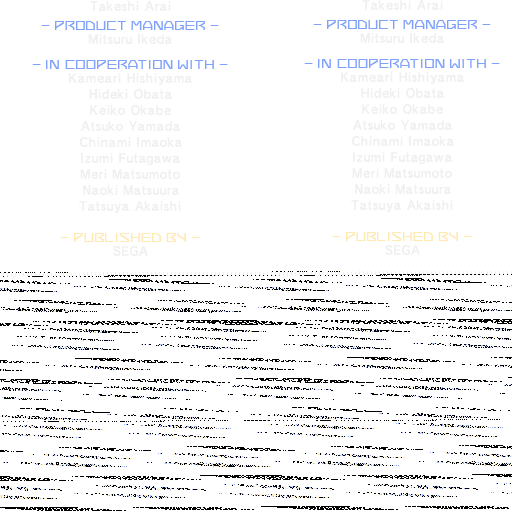 Takeshi Arai
– PRODUCT MANAGER –
Mitsuru Ikeda
– IN COOPERATION WITH –
Kameari Hishiyama
Hideki Obata
Keiko Okabe
Atsuko Yamada
Chinami Imaoka
Izumi Futagawa
Meri Matsumoto
Naoki Matsuura
Tatsuya Akaishi
– PUBLISHED BY –
SEGA
Takeshi Arai
– PRODUCT MANAGER –
Mitsuru Ikeda
– IN COOPERATION WITH –
Kameari Hishiyama
Hideki Obata
Keiko Okabe
Atsuko Yamada
Chinami Imaoka
Izumi Futagawa
Meri Matsumoto
Naoki Matsuura
Tatsuya Akaishi
– PUBLISHED BY –
SEGA